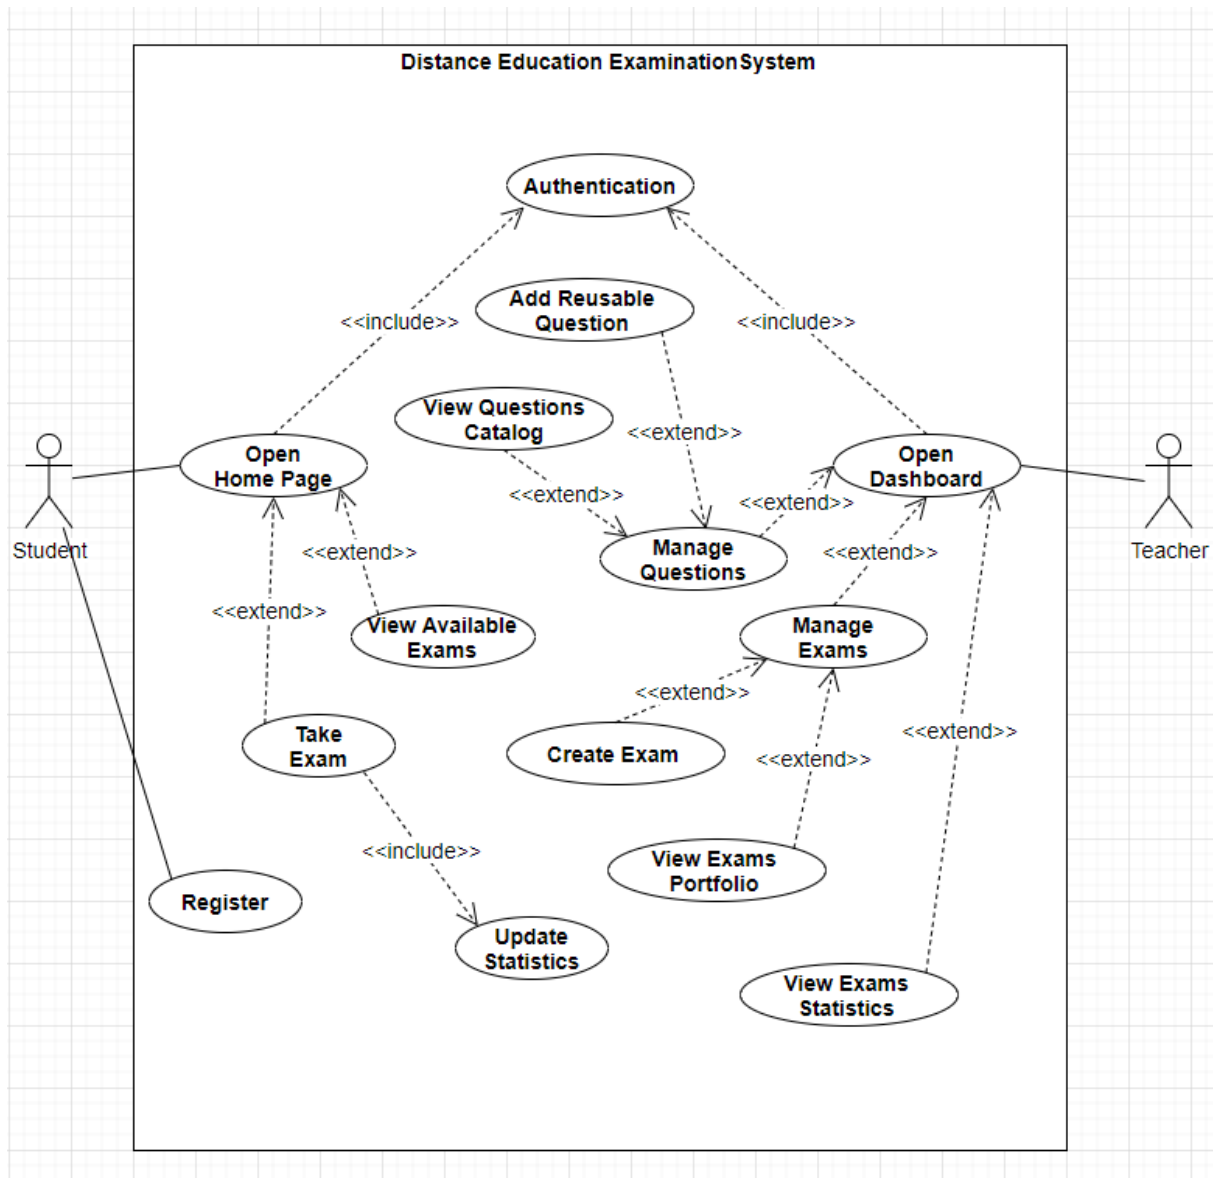 Distance Education ExaminationSystem
Authentication
Add Reusable
Question
<<include>>
<<include>>
View Questions
Catalog
<<extend>>
Open
Home Page
Open
Dashboard
<<extend>>
<<extend>>
Student
Teacher
<<extend>>
Manage
Questions
<<extend>>
<<extend>>
View Available
Exams
Manage
Exams
<<extend>>
Take
Exam
<<extend>>
Create Exam
<<extend>>
<<include>>
View Exams
Portfolio
Register
Update
Statistics
View Exams
Statistics